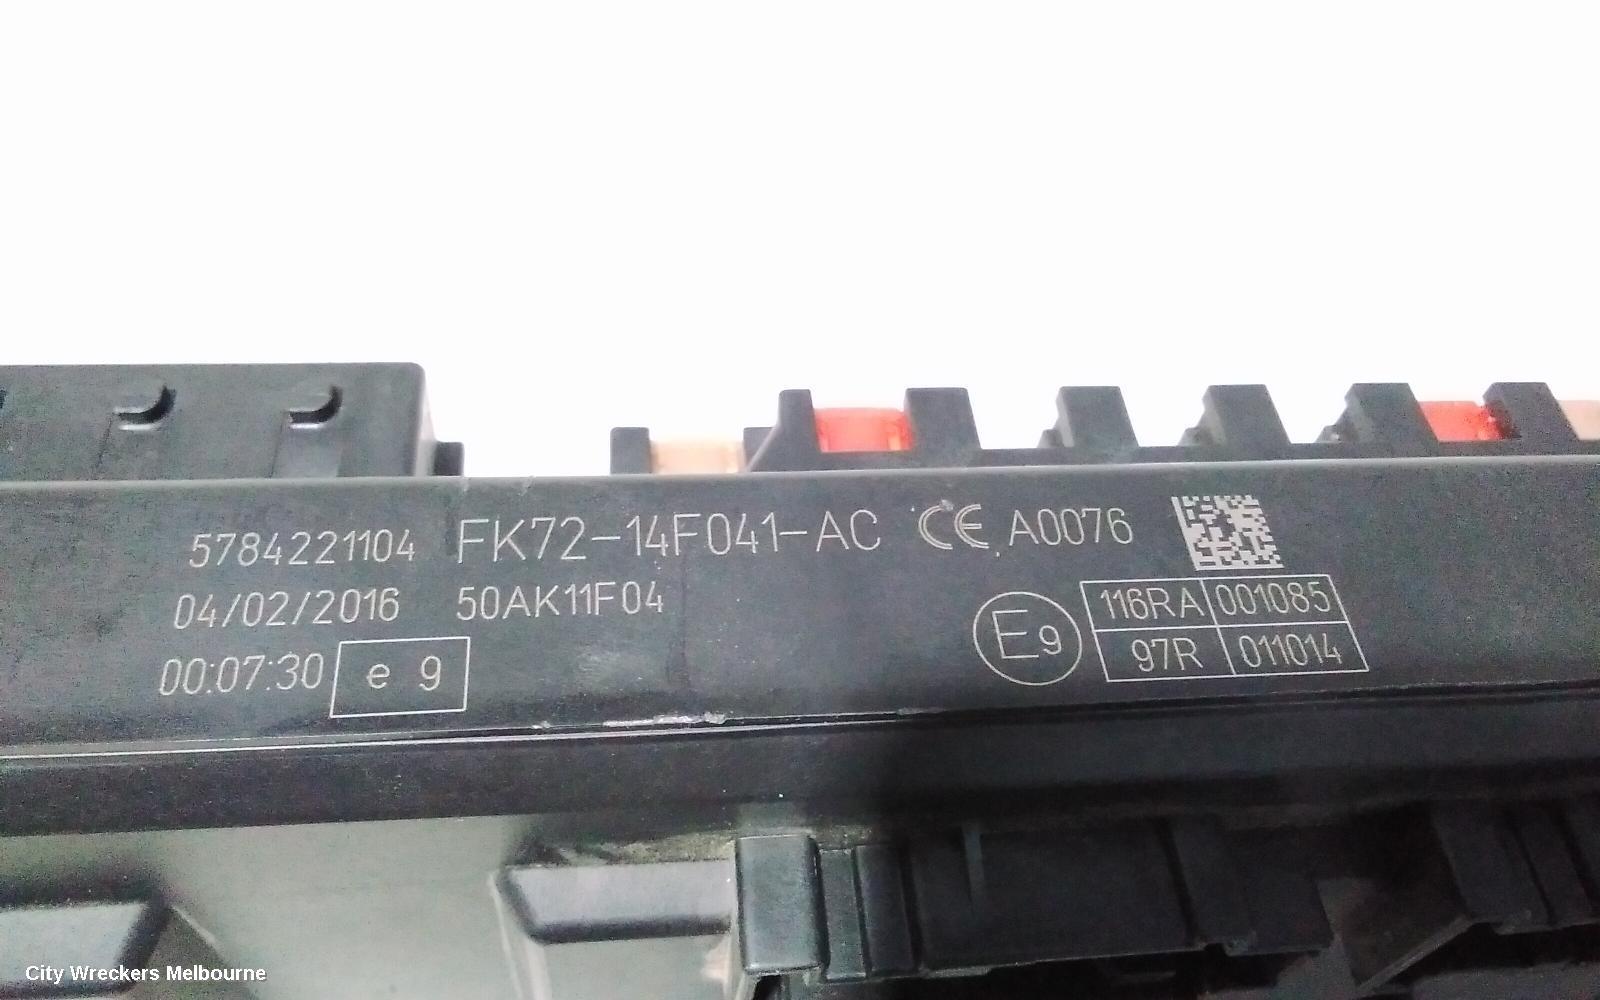 5784221104 FK72-14F041-AC CE A0076
04/02/2016 50AK11F04
00:07:30 e 9
E9 116RA 001085
97R 011014
City Wreckers Melbourne